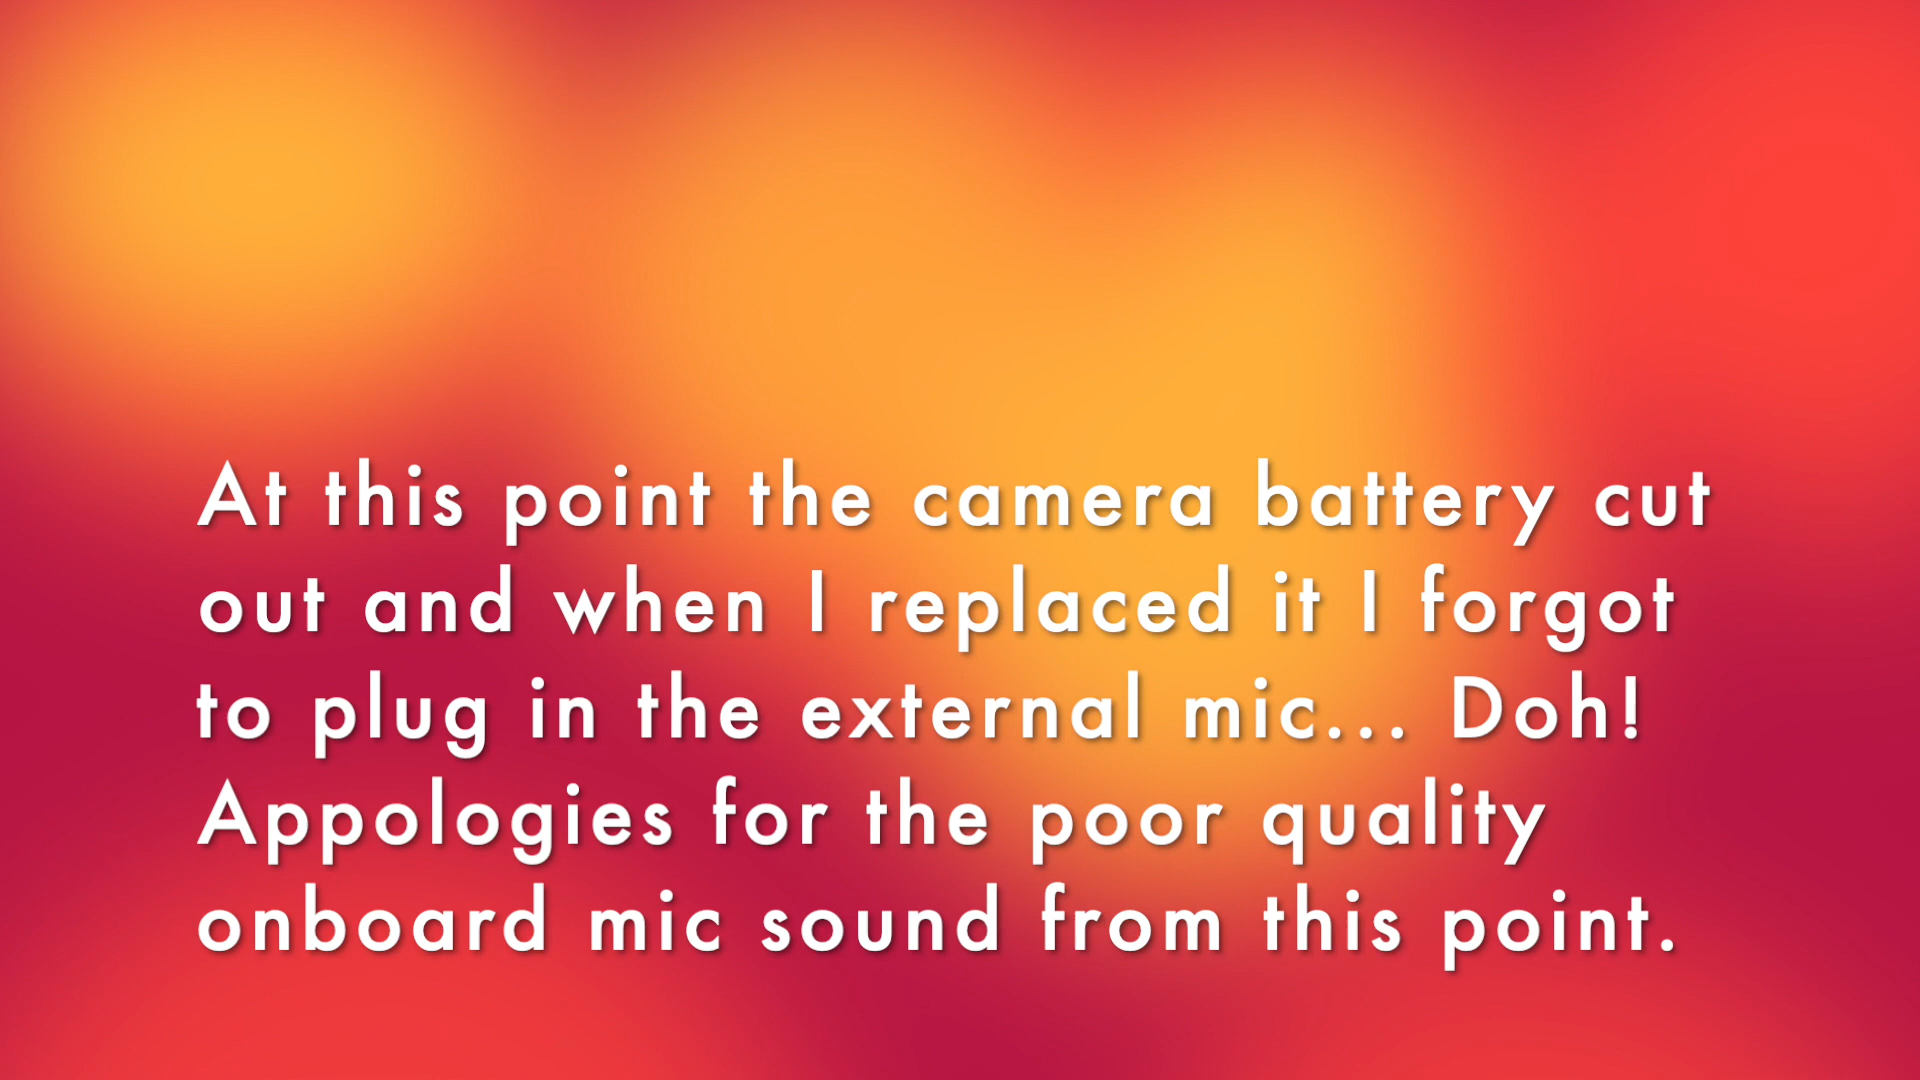 At this point the camera battery cut
out and when I replaced it I forgot
to plug in the external mic... Doh!
Appologies for the poor quality
onboard mic sound from this point.